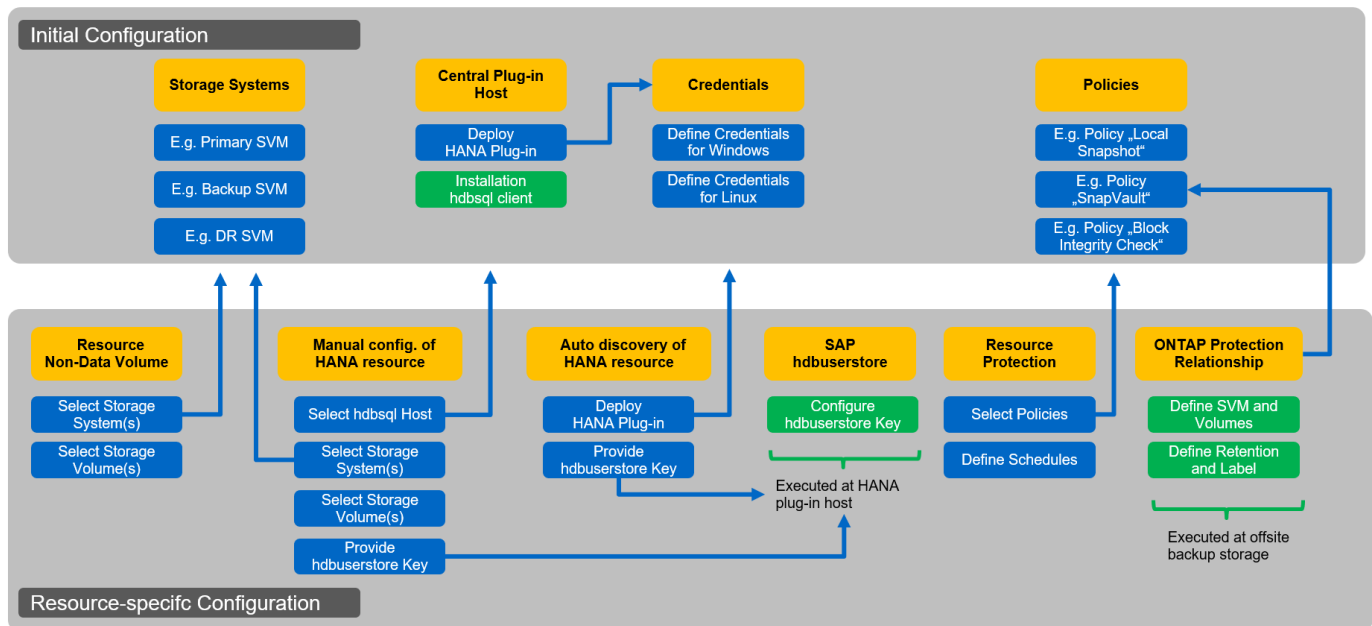 Initial Configuration
Storage Systems
E.g. Primary SVM
E.g. Backup SVM
E.g. DR SVM
Central Plug-in
Host
Deploy
HANA Plug-in
Installation
hdbsql client
Credentials
Define Credentials
for Windows
Define Credentials
for Linux
Policies
E.g. Policy „Local
Snapshot“
E.g. Policy
„SnapVault“
E.g. Policy „Block
Integrity Check“
Resource
Non-Data Volume
Select Storage
System(s)
Select Storage
Volume(s)
Manual config. of
HANA resource
Select hdbsql Host
Select Storage
System(s)
Select Storage
Volume(s)
Provide
hdbuserstore Key
Auto discovery of
HANA resource
Deploy
HANA Plug-in
Provide
hdbuserstore Key
SAP
hdbuserstore
Configure
hdbuserstore Key
Executed at HANA
plug-in host
Resource
Protection
Select Policies
Define Schedules
ONTAP Protection
Relationship
Define SVM and
Volumes
Define Retention
and Label
Executed at offsite
backup storage
Resource-specifc Configuration